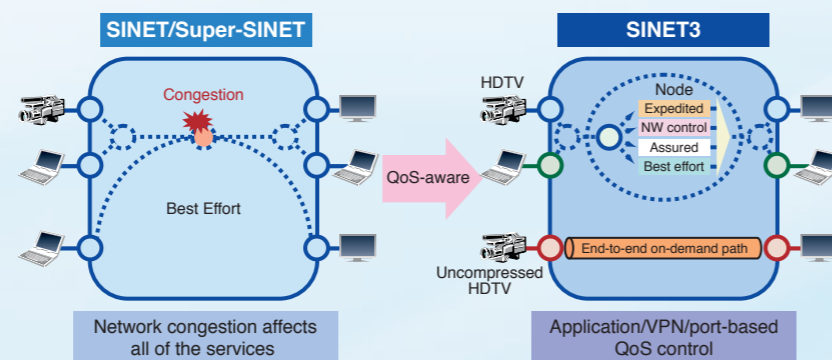 SINET/Super-SINET
Congestion
Best Effort
Network congestion affects
all of the services
QoS-aware
SINET3
HDTV
Node
Expedited
NW control
Assured
Best effort
End-to-end on-demand path
Uncompressed
HDTV
Application/VPN/port-based
QoS control